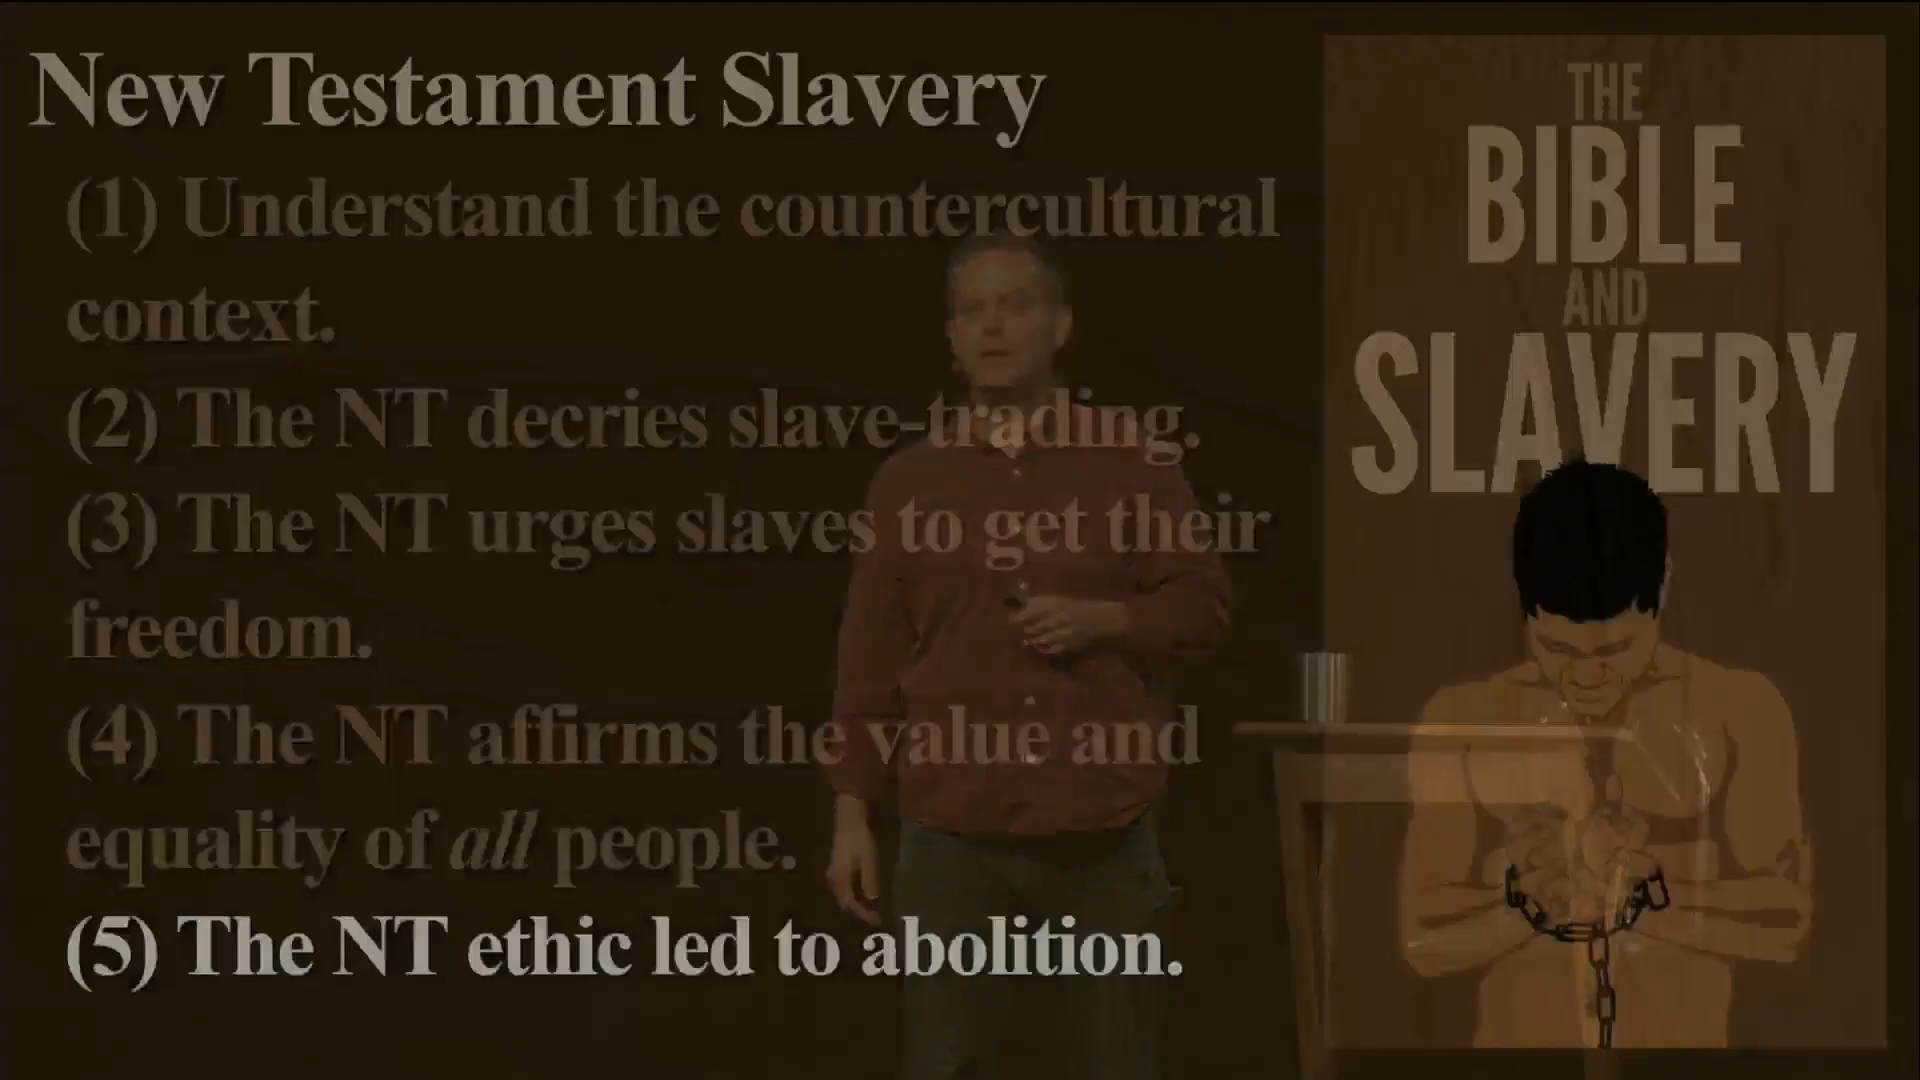 New Testament Slavery
(1) Understand the countercultural
context.
(2) The NT decries slave-trading.
(3) The NT urges slaves to get their
freedom.
(4) The NT affirms the value and
equality of all people.
(5) The NT ethic led to abolition.
THE
BIBLE
AND
SLAVERY